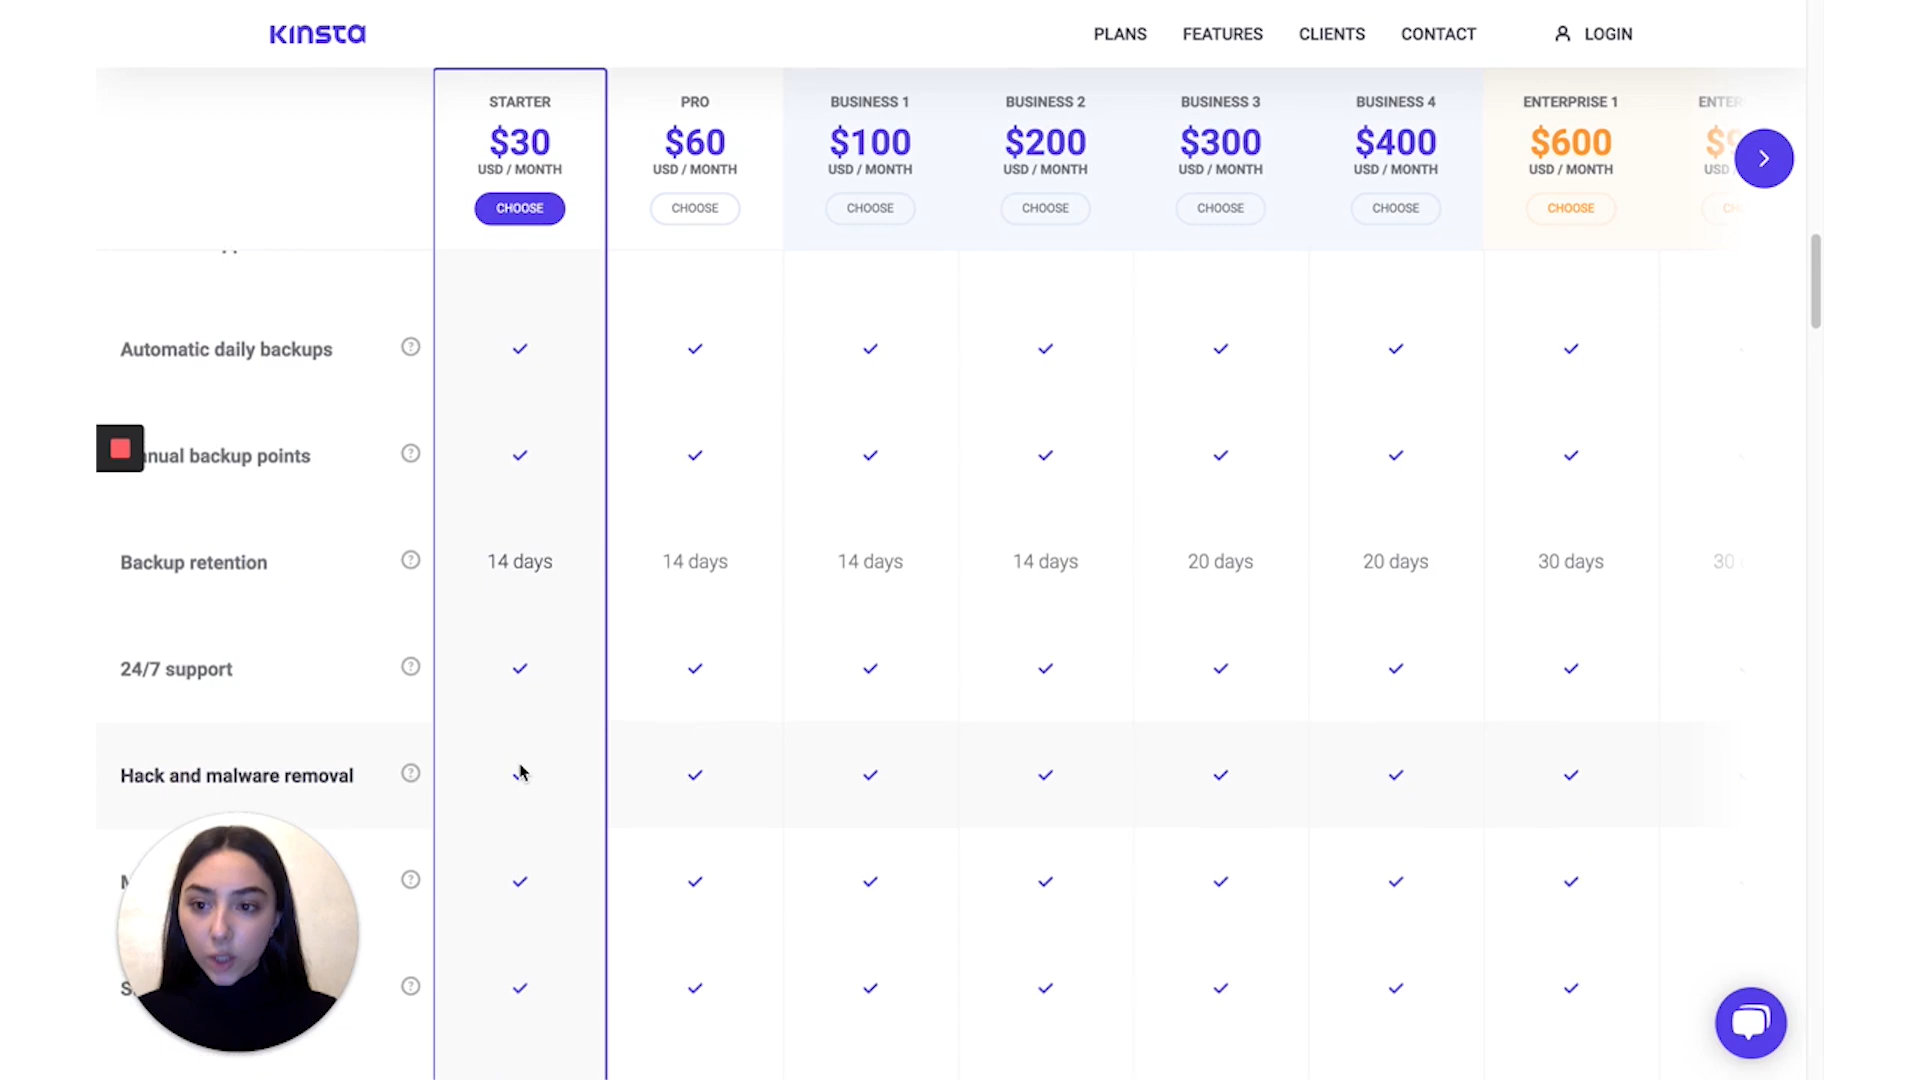 KINSTA
PLANS FEATURES CLIENTS CONTACT LOGIN
STARTER PRO BUSINESS 1 BUSINESS 2 BUSINESS 3 BUSINESS 4 ENTERPRISE 1
$30 $60 $100 $200 $300 $400 $600
USD / MONTH USD / MONTH USD / MONTH USD / MONTH USD / MONTH USD / MONTH USD / MONTH USD
CHOOSE CHOOSE CHOOSE CHOOSE CHOOSE CHOOSE CHOOSE
Automatic daily backups ?
nual backup points ?
Backup retention ? 14 days 14 days 14 days 14 days 20 days 20 days 30 days 30
24/7 support ?
Hack and malware removal ?
?
?